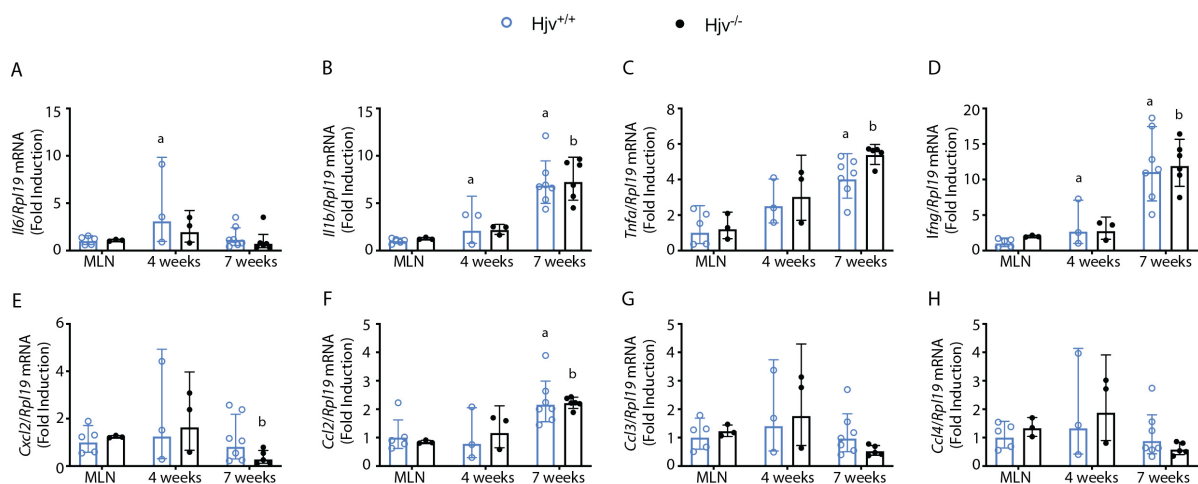 Hjv+/+ Hjv-/-
A
Il6/Rpl19 mRNA
(Fold Induction)
15
10
5
0
a
MLN 4 weeks 7 weeks
B
Il1b/Rpl19 mRNA
(Fold Induction)
15
10
5
0
a
a
b
MLN 4 weeks 7 weeks
C
Tnfa/Rpl19 mRNA
(Fold Induction)
8
6
4
2
0
a
b
MLN 4 weeks 7 weeks
D
Ifng/Rpl19 mRNA
(Fold Induction)
20
15
10
5
0
a
a
b
MLN 4 weeks 7 weeks
E
Cxcl2/Rpl19 mRNA
(Fold Induction)
6
4
2
0
b
MLN 4 weeks 7 weeks
F
Ccl2/Rpl19 mRNA
(Fold Induction)
5
4
3
2
1
0
a
b
MLN 4 weeks 7 weeks
G
Ccl3/Rpl19 mRNA
(Fold Induction)
5
4
3
2
1
0
MLN 4 weeks 7 weeks
H
Ccl4/Rpl19 mRNA
(Fold Induction)
5
4
3
2
1
0
MLN 4 weeks 7 weeks